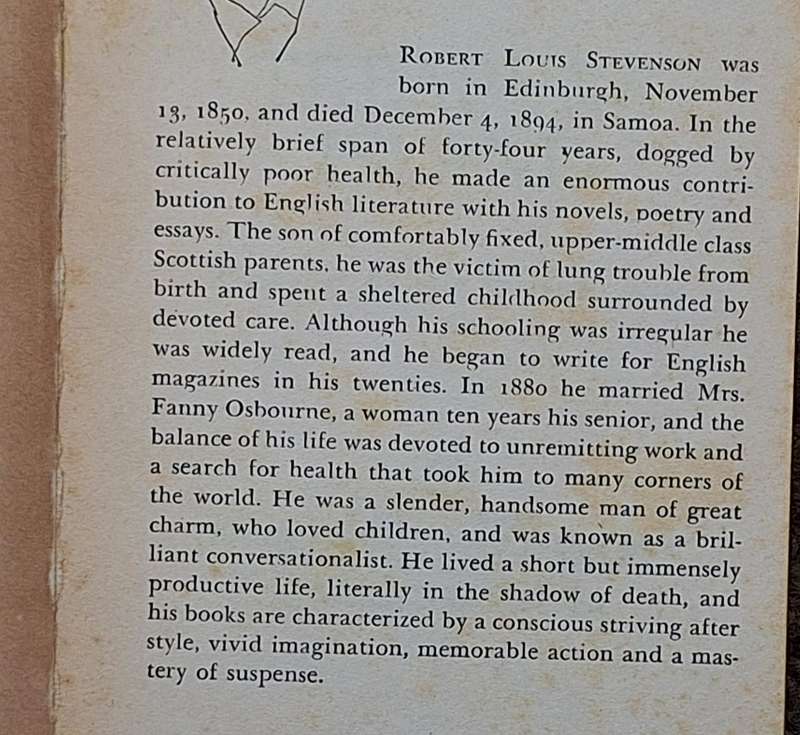 ROBERT LOUIS STEVENSON was
born in Edinburgh, November
13, 1850, and died December 4, 1894, in Samoa. In the
relatively brief span of forty-four years, dogged by
critically poor health, he made an enormous contri-
bution to English literature with his novels, poetry and
essays. The son of comfortably fixed, upper-middle class
Scottish parents, he was the victim of lung trouble from
birth and spent a sheltered childhood surrounded by
devoted care. Although his schooling was irregular he
was widely read, and he began to write for English
magazines in his twenties. In 1880 he married Mrs.
Fanny Osbourne, a woman ten years his senior, and the
balance of his life was devoted to unremitting work and
a search for health that took him to many corners of
the world. He was a slender, handsome man of great
charm, who loved children, and was known as a bril-
liant conversationalist. He lived a short but immensely
productive life, literally in the shadow of death, and
his books are characterized by a conscious striving after
style, vivid imagination, memorable action and a mas-
tery of suspense.